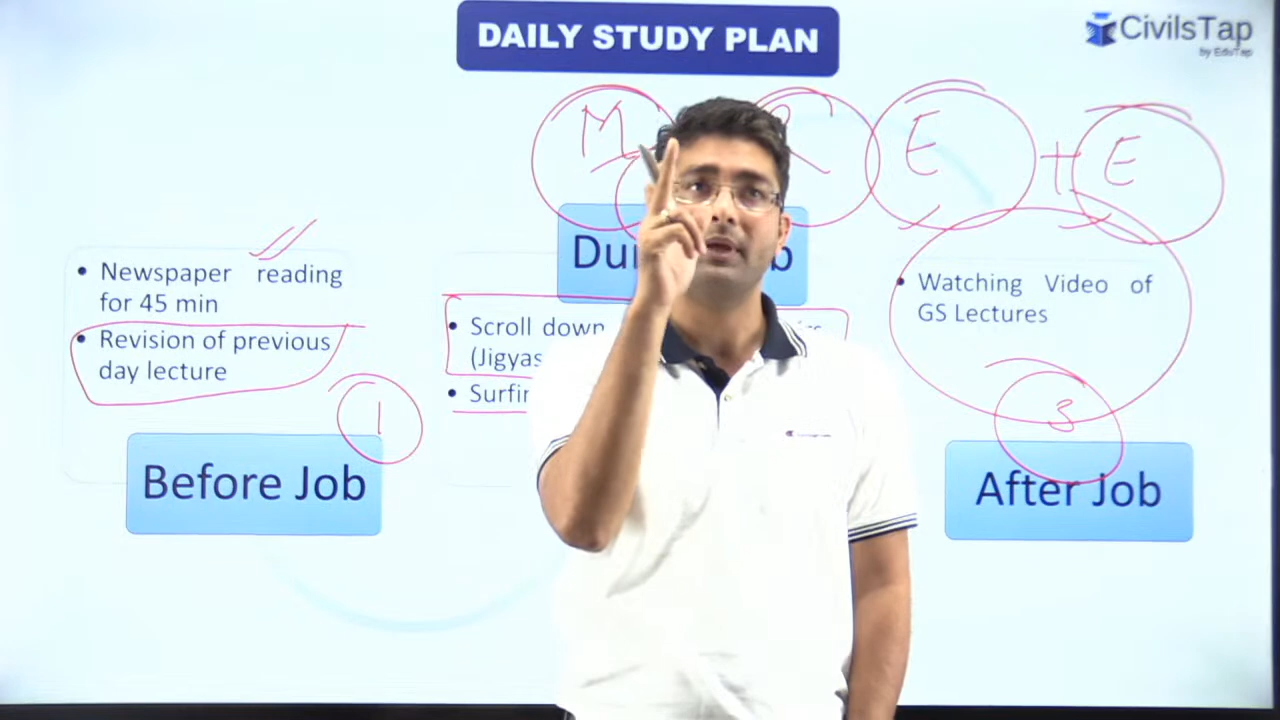 DAILY STUDY PLAN
CivilsTap
by EduTap
M R E + E
• Newspaper reading
for 45 min
• Revision of previous
day lecture
1
Before Job
• Scroll down
(Jigyas
• Surfin
• Watching Video of
GS Lectures
3
After Job